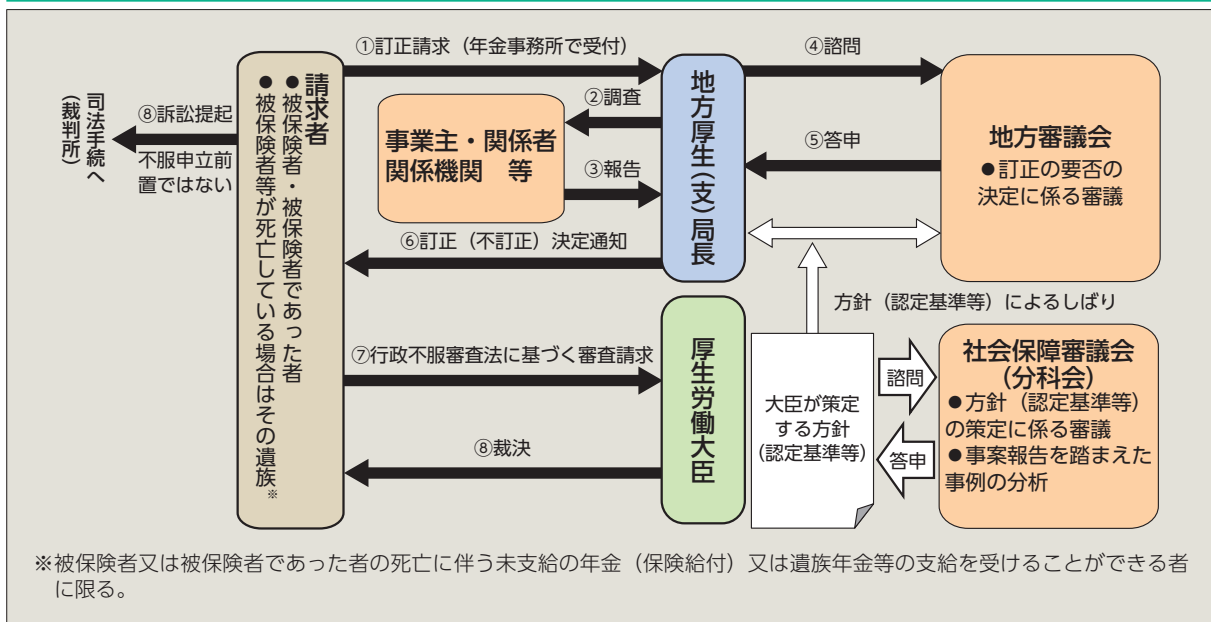 ①訂正請求（年金事務所で受付）
④諮問
請求者
●被保険者・被保険者であった者
●被保険者等が死亡している場合はその遺族※
司法手続へ
（裁判所）
⑧訴訟提起
不服申立前
置ではない
②調査
事業主・関係者
関係機関　等
③報告
地方厚生（支）局長
⑤答申
地方審議会
●訂正の要否の
決定に係る審議
⑥訂正（不訂正）決定通知
方針（認定基準等）によるしばり
⑦行政不服審査法に基づく審査請求
厚生労働大臣
⑧裁決
大臣が策定
する方針
（認定基準等）
諮問
答申
社会保障審議会
（分科会）
●方針（認定基準等）
の策定に係る審議
●事案報告を踏まえた
事例の分析
※被保険者又は被保険者であった者の死亡に伴う未支給の年金（保険給付）又は遺族年金等の支給を受けることができる者
に限る。